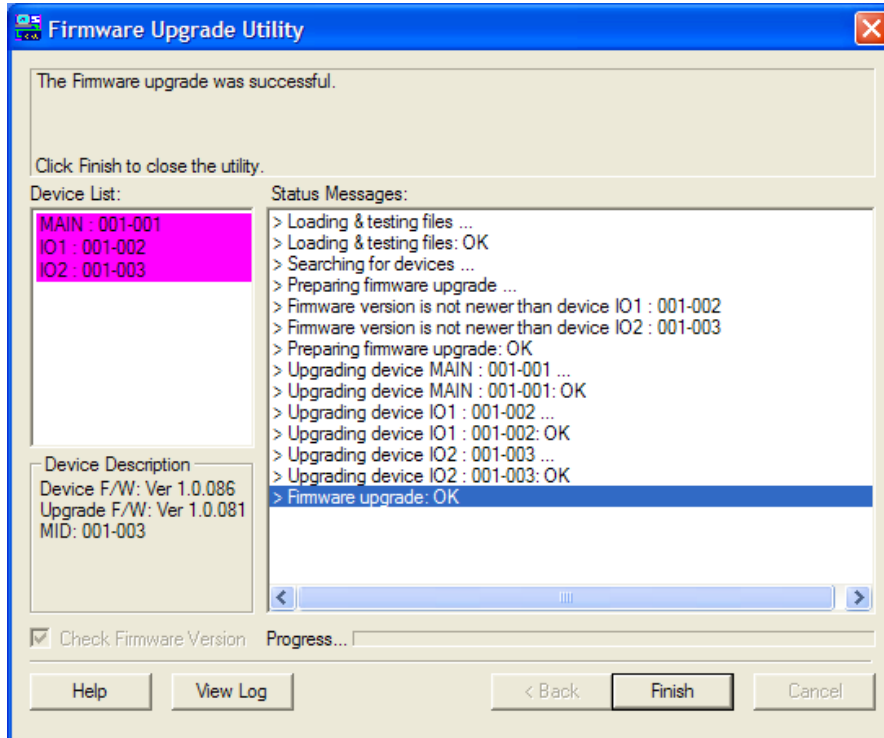 Firmware Upgrade Utility
The Firmware upgrade was successful.
Click Finish to close the utility.
Device List:
MAIN : 001-001
IO1 : 001-002
IO2 : 001-003
Status Messages:
> Loading & testing files ...
> Loading & testing files: OK
> Searching for devices ...
> Preparing firmware upgrade ...
> Firmware version is not newer than device IO1 : 001-002
> Firmware version is not newer than device IO2 : 001-003
> Preparing firmware upgrade: OK
> Upgrading device MAIN : 001-001 ...
> Upgrading device MAIN : 001-001: OK
> Upgrading device IO1 : 001-002 ...
> Upgrading device IO1 : 001-002: OK
> Upgrading device IO2 : 001-003 ...
> Upgrading device IO2 : 001-003: OK
> Firmware upgrade: OK
Device Description
Device F/W: Ver 1.0.086
Upgrade F/W: Ver 1.0.081
MID: 001-003
Check Firmware Version
Progress...
Help
View Log
< Back
Finish
Cancel